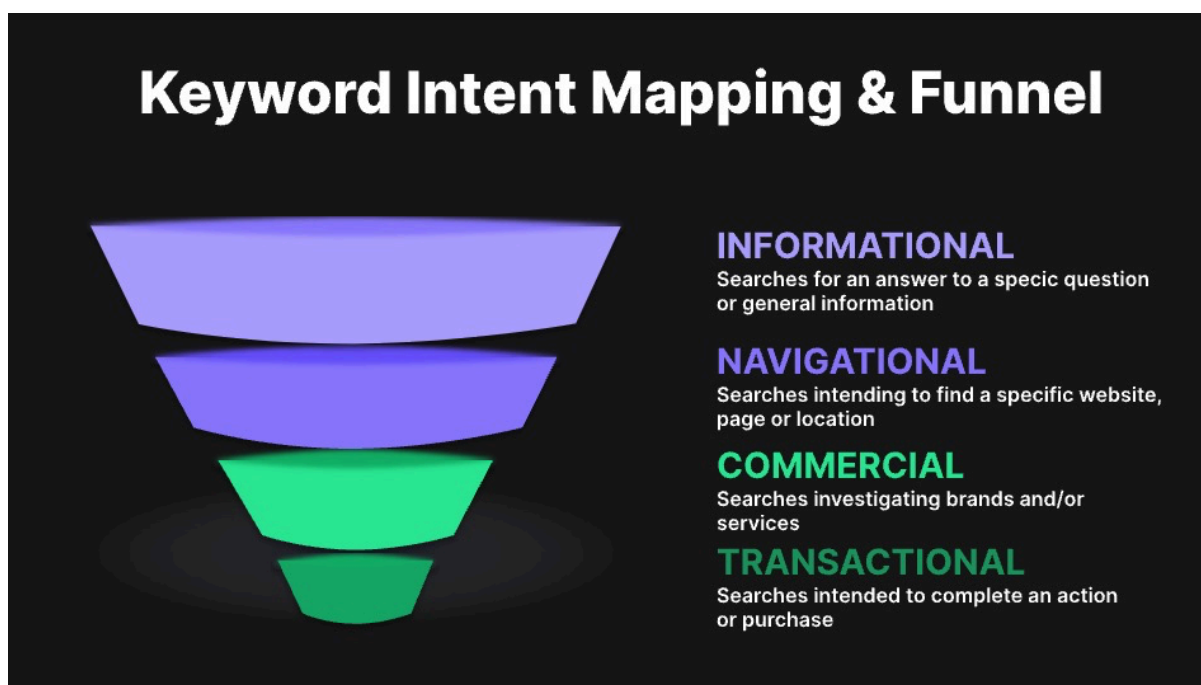 Keyword Intent Mapping & Funnel
INFORMATIONAL
Searches for an answer to a specic question
or general information
NAVIGATIONAL
Searches intending to find a specific website,
page or location
COMMERCIAL
Searches investigating brands and/or
services
TRANSACTIONAL
Searches intended to complete an action
or purchase